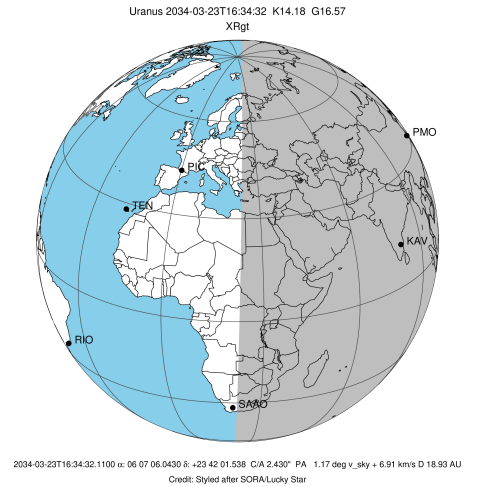 Uranus 2034-03-23T16:34:32 K14.18 G16.57
XRgt
PMO
PIC
TEN
KAV
RIO
SAAO
2034-03-23T16:34:32.1100 α: 06 07 06.0430 δ: +23 42 01.538 C/A 2.430" PA 1.17 deg v_sky + 6.91 km/s D 18.93 AU
Credit: Styled after SORA/Lucky Star